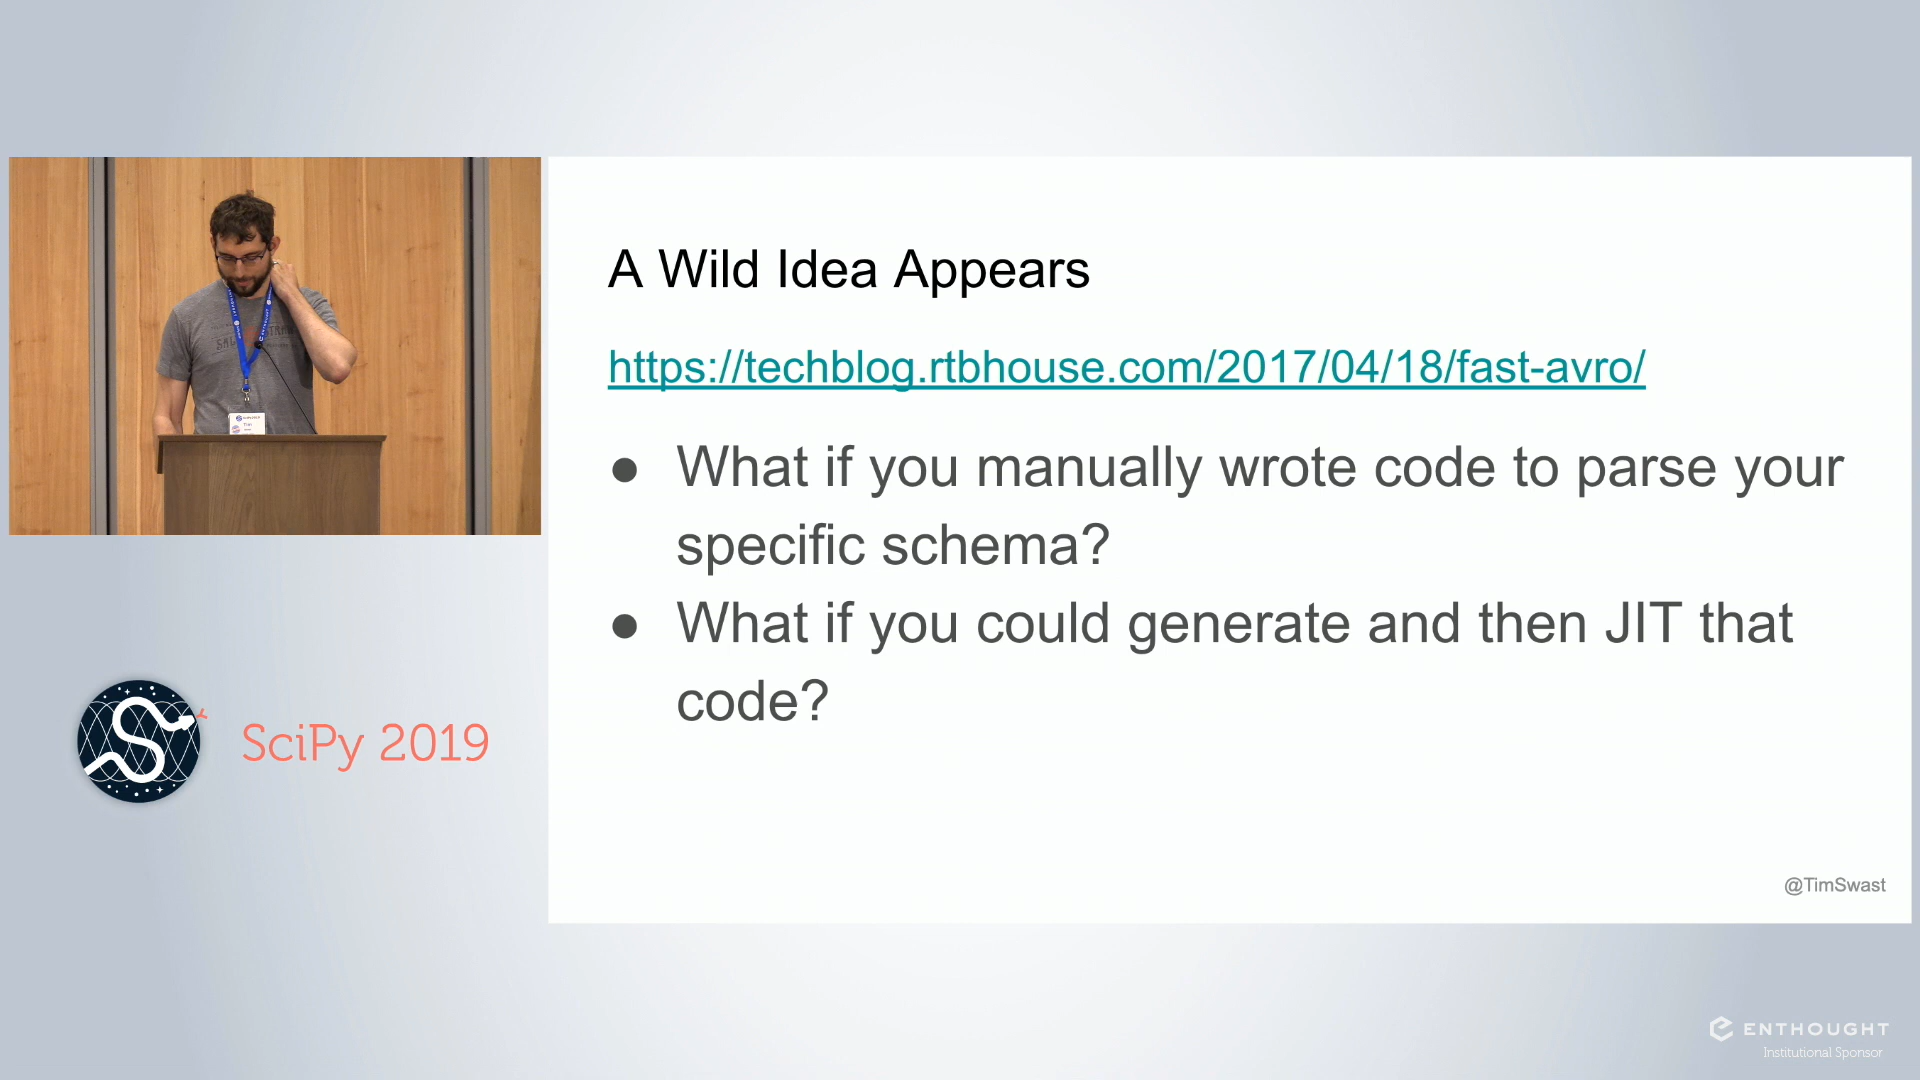 A Wild Idea Appears
https://techblog.rtbhouse.com/2017/04/18/fast-avro/
● What if you manually wrote code to parse your
specific schema?
● What if you could generate and then JIT that
code?
@TimSwast
Tim
SciPy 2019
ENTHOUGHT
Institutional Sponsor